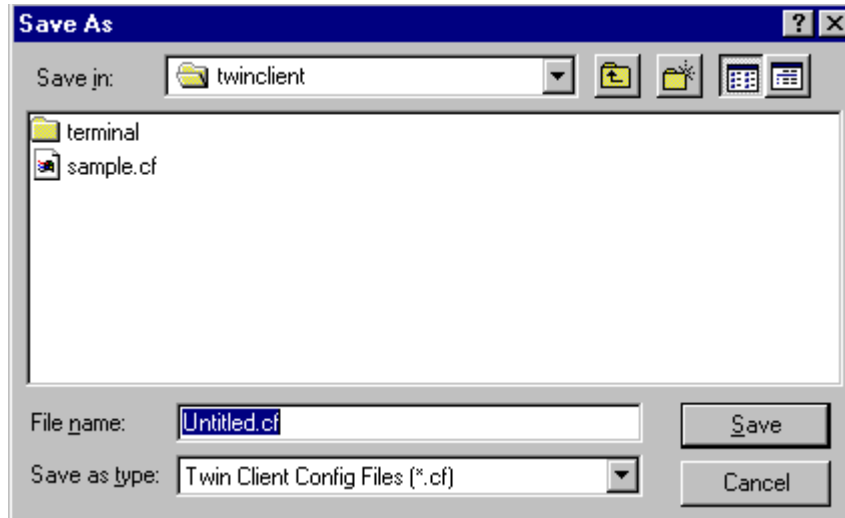 Save As
Save in: twinclient
terminal
sample.cf
File name: Untitled.cf Save
Save as type: Twin Client Config Files (*.cf) Cancel